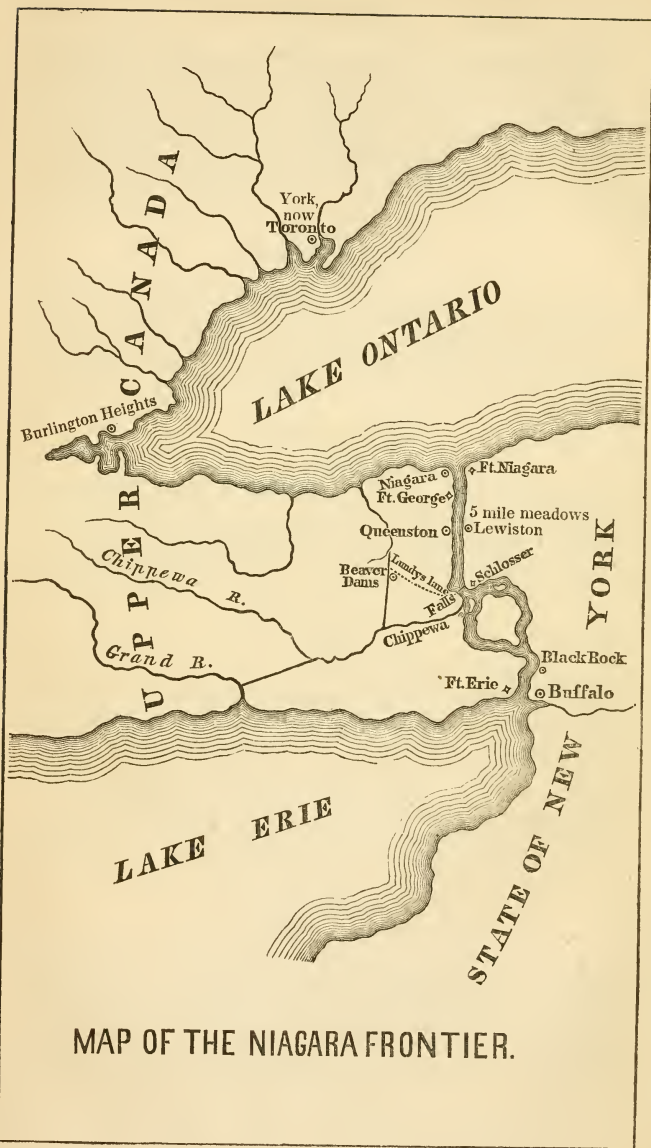 York,
now
Toronto
UPPER CANADA
LAKE ONTARIO
Burlington Heights
Niagara
Ft. Niagara
Ft. George
5 mile meadows
Queenston
Lewiston
Chippewa R.
Beaver
Dams
Lundys lane
Schlosser
Falls
Chippewa
Grand R.
Black Rock
Ft. Erie
Buffalo
LAKE ERIE
STATE OF NEW YORK
MAP OF THE NIAGARA FRONTIER.